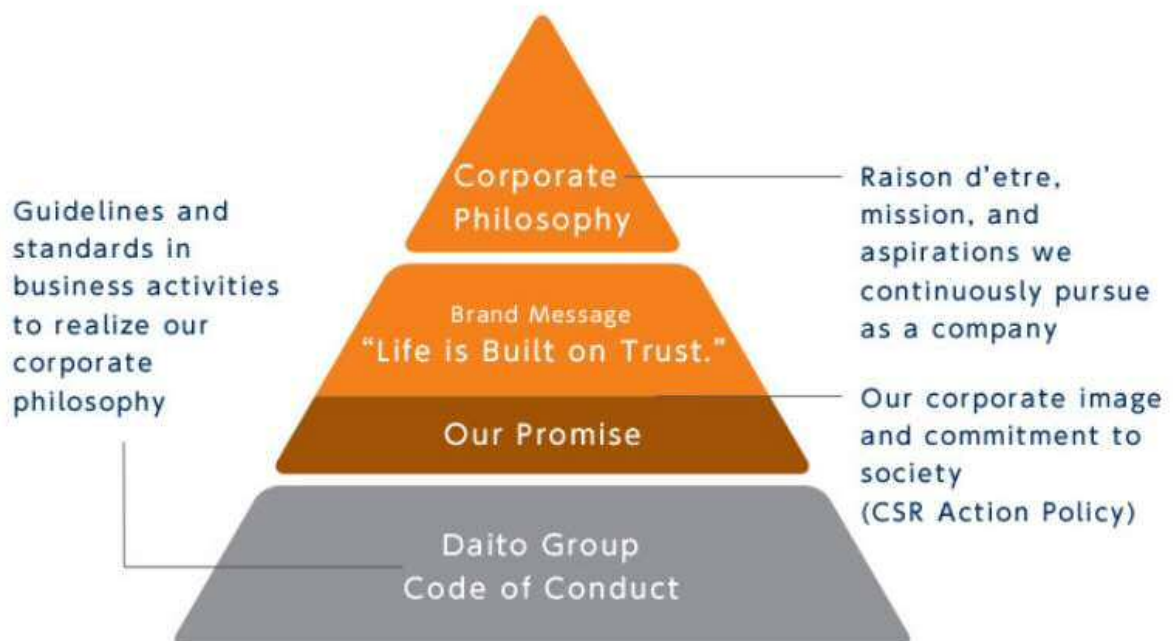 Corporate
Philosophy
Raison d'etre,
mission, and
aspirations we
continuously pursue
as a company
Guidelines and
standards in
business activities
to realize our
corporate
philosophy
Brand Message
“Life is Built on Trust.”
Our Promise
Our corporate image
and commitment to
society
(CSR Action Policy)
Daito Group
Code of Conduct